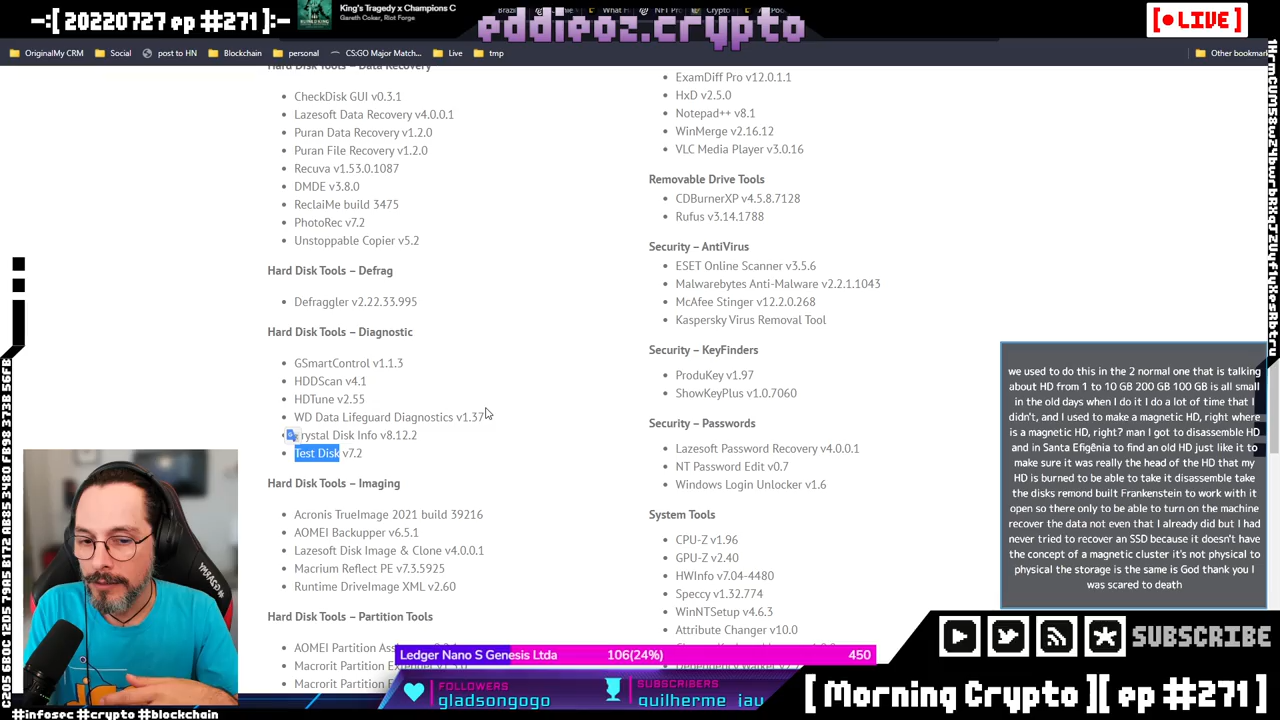 -:[ 20220727 ep #271 ]:-
King's Tragedy x Champions C
Gareth Coker, Riot Forge
eddieoz.crypto
[● LIVE]
OriginalMy CRM
Social
post to HN
Blockchain
personal
CS:GO Major Match...
Live
tmp
Other bookmar
Hard Disk Tools – Data Recovery
CheckDisk GUI v0.3.1
Lazesoft Data Recovery v4.0.0.1
Puran Data Recovery v1.2.0
Puran File Recovery v1.2.0
Recuva v1.53.0.1087
DMDE v3.8.0
ReclaiMe build 3475
PhotoRec v7.2
Unstoppable Copier v5.2
Hard Disk Tools – Defrag
Defraggler v2.22.33.995
Hard Disk Tools – Diagnostic
GSmartControl v1.1.3
HDDScan v4.1
HDTune v2.55
WD Data Lifeguard Diagnostics v1.37
rystal Disk Info v8.12.2
Test Disk v7.2
Hard Disk Tools – Imaging
Acronis TrueImage 2021 build 39216
AOMEI Backupper v6.5.1
Lazesoft Disk Image & Clone v4.0.0.1
Macrium Reflect PE v7.3.5925
Runtime DriveImage XML v2.60
Hard Disk Tools – Partition Tools
AOMEI Partition Ass
Macrorit Partition
Macrorit Partition
ExamDiff Pro v12.0.1.1
HxD v2.5.0
Notepad++ v8.1
WinMerge v2.16.12
VLC Media Player v3.0.16
Removable Drive Tools
CDBurnerXP v4.5.8.7128
Rufus v3.14.1788
Security – AntiVirus
ESET Online Scanner v3.5.6
Malwarebytes Anti-Malware v2.2.1.1043
McAfee Stinger v12.2.0.268
Kaspersky Virus Removal Tool
Security – KeyFinders
ProduKey v1.97
ShowKeyPlus v1.0.7060
Security – Passwords
Lazesoft Password Recovery v4.0.0.1
NT Password Edit v0.7
Windows Login Unlocker v1.6
System Tools
CPU-Z v1.96
GPU-Z v2.40
HWInfo v7.04-4480
Speccy v1.32.774
WinNTSetup v4.6.3
Attribute Changer v10.0
we used to do this in the 2 normal one that is talking
about HD from 1 to 10 GB 200 GB 100 GB is all small
in the old days when I do it I do a lot of time that I
didn't, and I used to make a magnetic HD, right where
is a magnetic HD, right? man I got to disassemble HD
and in Santa Efigênia to find an old HD just like it to
make sure it was really the head of the HD that my
HD is burned to be able to take it disassemble take
the disks remond built Frankenstein to work with it
open so there only to be able to turn on the machine
recover the data not even that I already did but I had
never tried to recover an SSD because it doesn't have
the concept of a magnetic cluster it's not physical to
physical the storage is the same is God thank you I
was scared to death
SUBSCRIBE
Ledger Nano S Genesis Ltda 106(24%) 450
FOLLOWERS
gladsongogo
SUBSCRIBERS
guilherme_iau
[ Morning Crypto ][ ep #271 ]
#infosec #crypto #blockchain